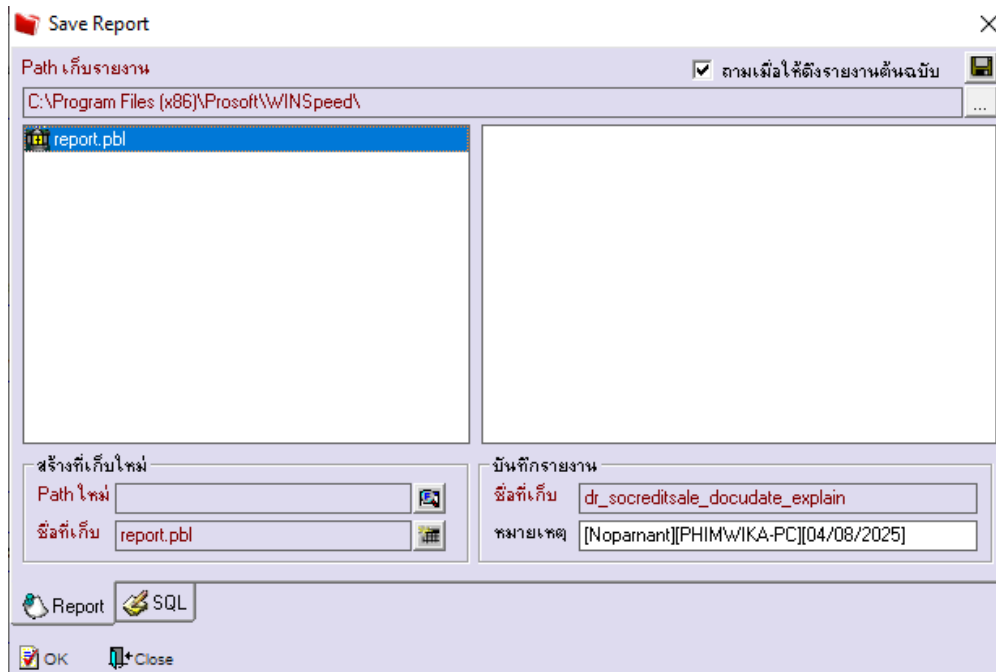 Save Report
Path เก็บรายงาน
ถามเมื่อให้ดึงรายงานต้นฉบับ
C:\Program Files (x86)\Prosoft\WINSpeed\
...
report.pbl
สร้างที่เก็บใหม่
Path ใหม่
ชื่อที่เก็บ report.pbl
บันทึกรายงาน
ชื่อที่เก็บ dr_socreditsale_docudate_explain
หมายเหตุ [Noparnant][PHIMWIKA-PC][04/08/2025]
Report SQL
OK Close